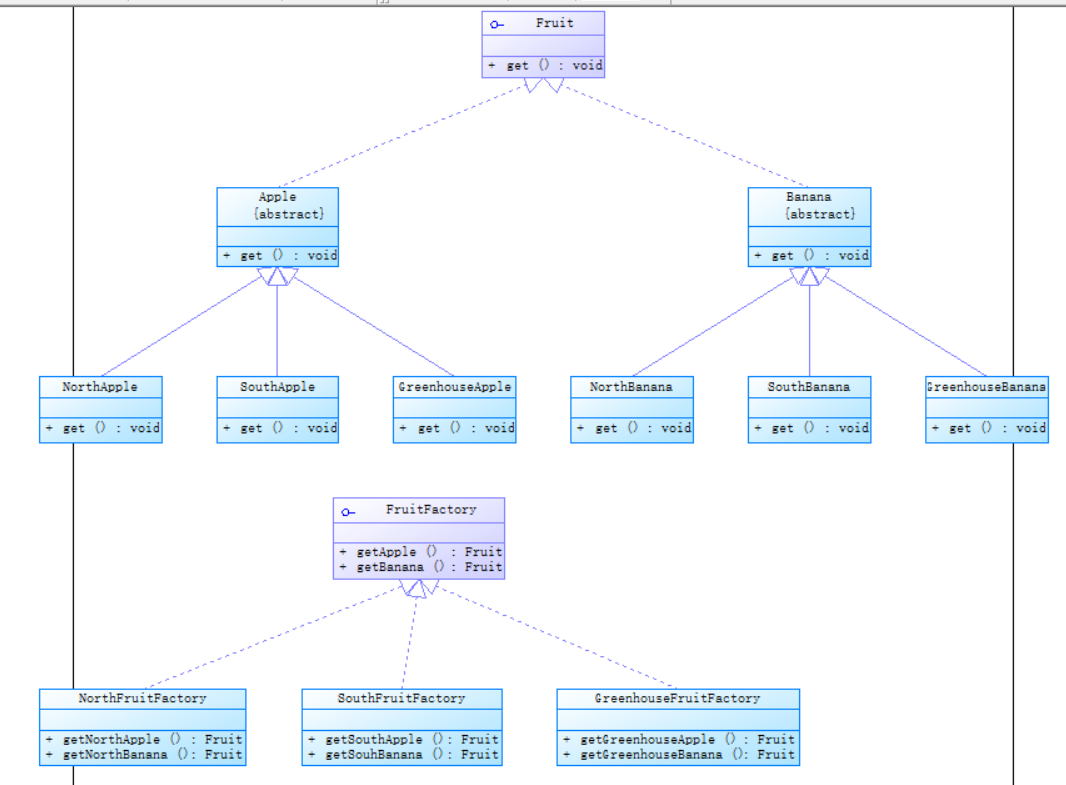 Fruit
+ get () : void
Apple
{abstract}
+ get () : void
Banana
{abstract}
+ get () : void
NorthApple
+ get () : void
SouthApple
+ get () : void
GreenhouseApple
+ get () : void
NorthBanana
+ get () : void
SouthBanana
+ get () : void
GreenhouseBanana
+ get () : void
FruitFactory
+ getApple () : Fruit
+ getBanana () : Fruit
NorthFruitFactory
+ getNorthApple () : Fruit
+ getNorthBanana () : Fruit
SouthFruitFactory
+ getSouthApple () : Fruit
+ getSouhBanana () : Fruit
GreenhouseFruitFactory
+ getGreenhouseApple () : Fruit
+ getGreenhouseBanana (): Fruit